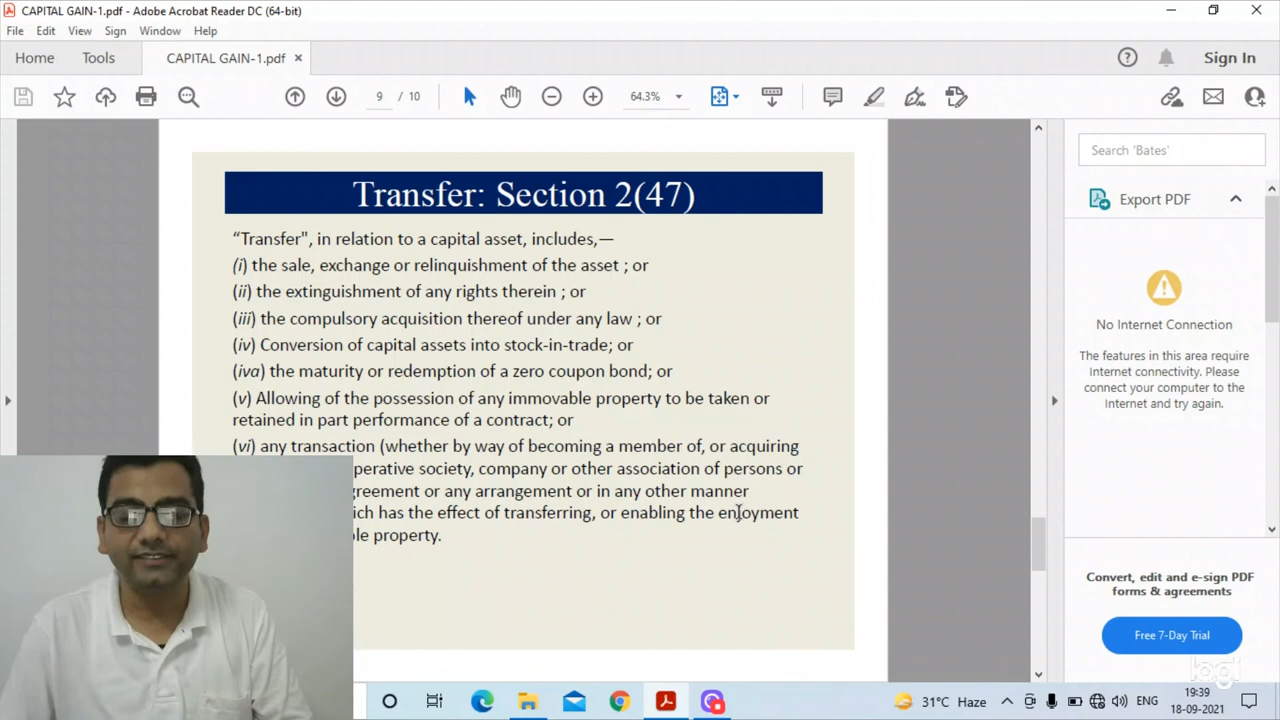 CAPITAL GAIN-1.pdf - Adobe Acrobat Reader DC (64-bit)
File Edit View Sign Window Help
Home Tools CAPITAL GAIN-1.pdf × Sign In
9 / 10 64.3%
Search 'Bates'
Export PDF
No Internet Connection
The features in this area require
Internet connectivity. Please
connect your computer to the
Internet and try again.
Convert, edit and e-sign PDF
forms & agreements
Free 7-Day Trial
Transfer: Section 2(47)
“Transfer", in relation to a capital asset, includes,—
(i) the sale, exchange or relinquishment of the asset ; or
(ii) the extinguishment of any rights therein ; or
(iii) the compulsory acquisition thereof under any law ; or
(iv) Conversion of capital assets into stock-in-trade; or
(iva) the maturity or redemption of a zero coupon bond; or
(v) Allowing of the possession of any immovable property to be taken or
retained in part performance of a contract; or
(vi) any transaction (whether by way of becoming a member of, or acquiring
society, company or other association of persons or
or any arrangement or in any other manner
has the effect of transferring, or enabling the enjoyment
property.
logi
31°C Haze ENG 19:39
18-09-2021